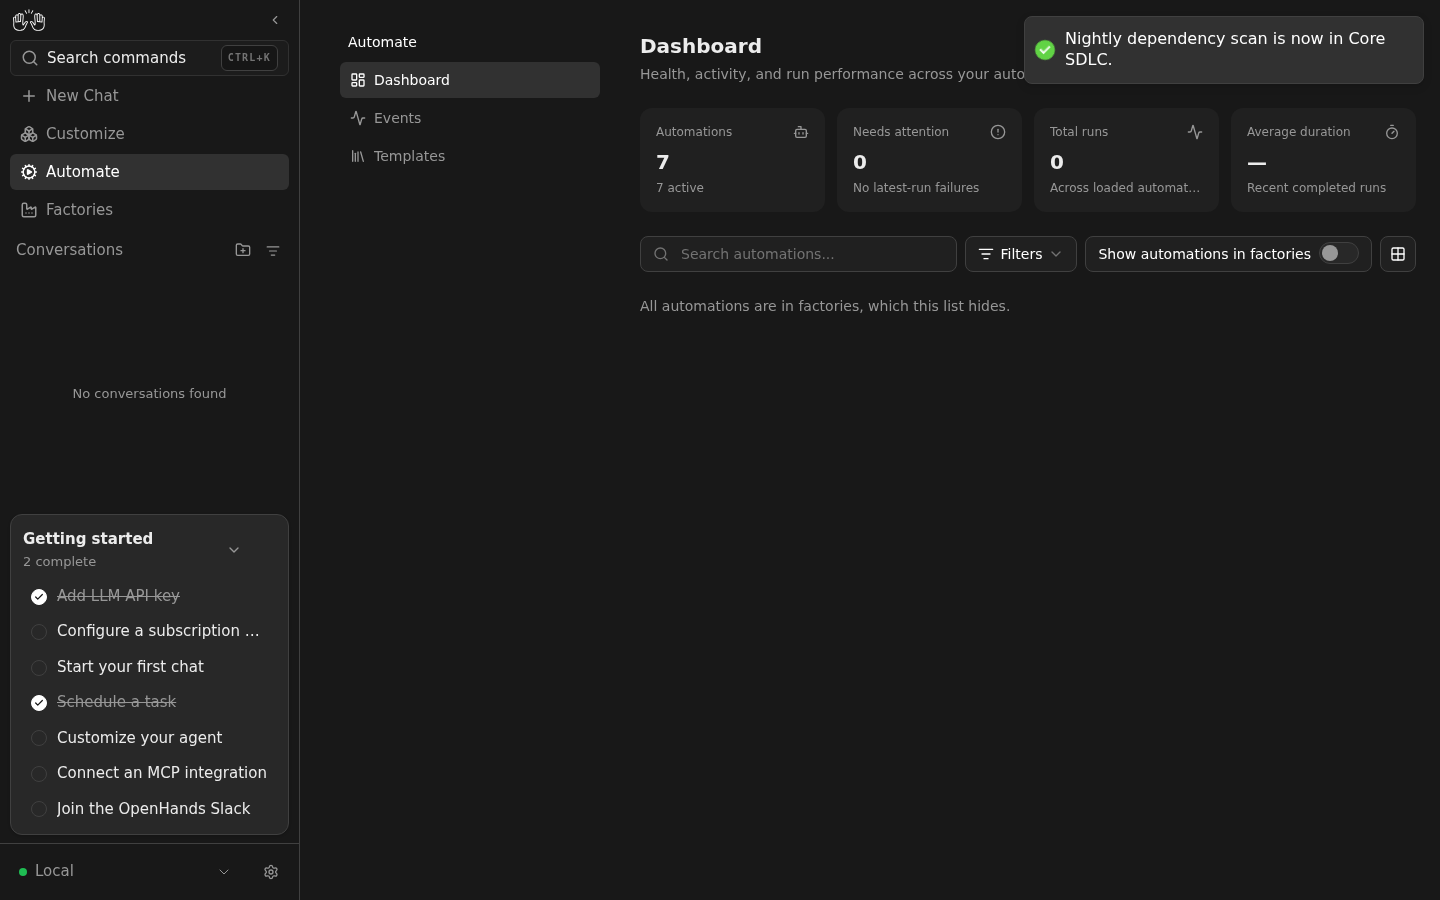 Search commands
CTRL+K
New Chat
Customize
Automate
Factories
Conversations
No conversations found
Getting started
2 complete
Add LLM API key
Configure a subscription ...
Start your first chat
Schedule a task
Customize your agent
Connect an MCP integration
Join the OpenHands Slack
Local
Automate
Dashboard
Events
Templates
Dashboard
Health, activity, and run performance across your auto
Nightly dependency scan is now in Core
SDLC.
Automations
7
7 active
Needs attention
0
No latest-run failures
Total runs
0
Across loaded automat...
Average duration
—
Recent completed runs
Search automations...
Filters
Show automations in factories
All automations are in factories, which this list hides.